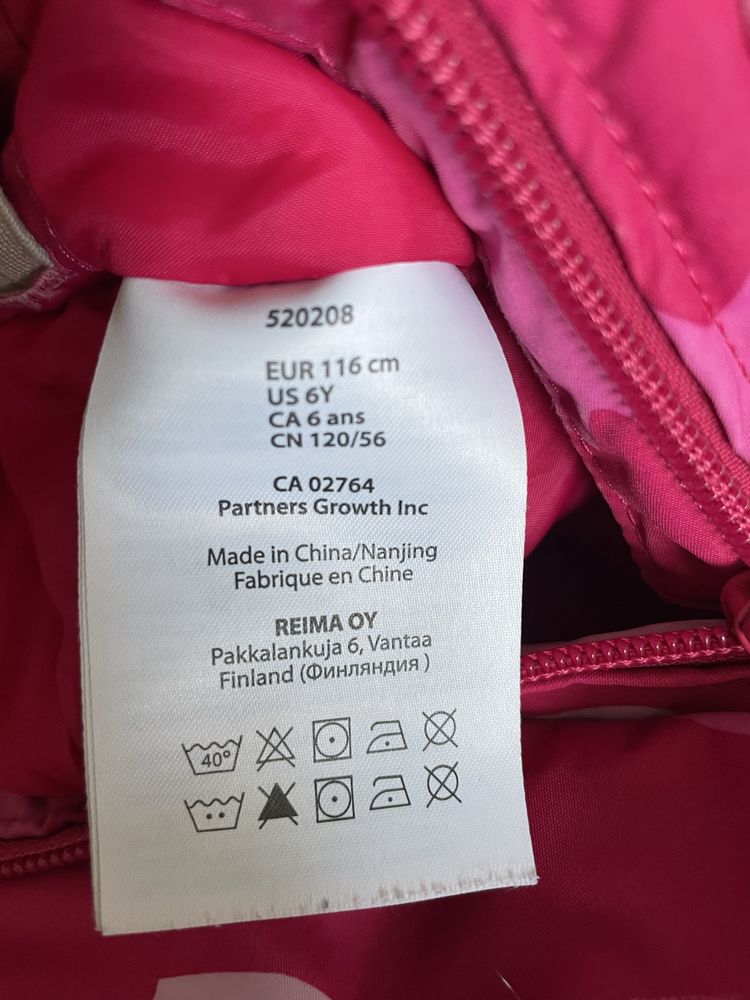 520208
EUR 116 cm
US 6Y
CA 6 ans
CN 120/56
CA 02764
Partners Growth Inc
Made in China/Nanjing
Fabrique en Chine
REIMA OY
Pakkalankuja 6, Vantaa
Finland (Финляндия )
40°